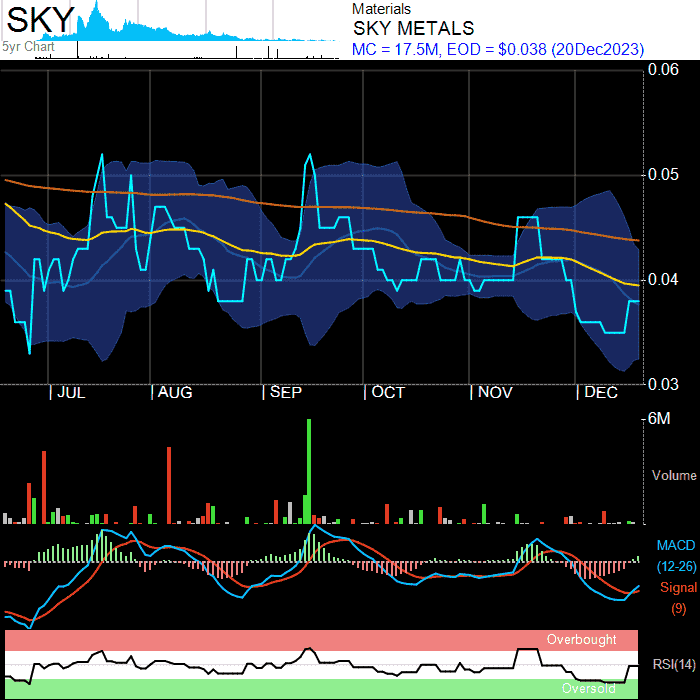 SKY
5yr Chart
Materials
SKY METALS
MC = 17.5M, EOD = $0.038 (20Dec2023)
0.06
0.05
0.04
0.03
JUL AUG SEP OCT NOV DEC
6M
Volume
MACD
(12-26)
Signal
(9)
Overbought
RSI(14)
Oversold